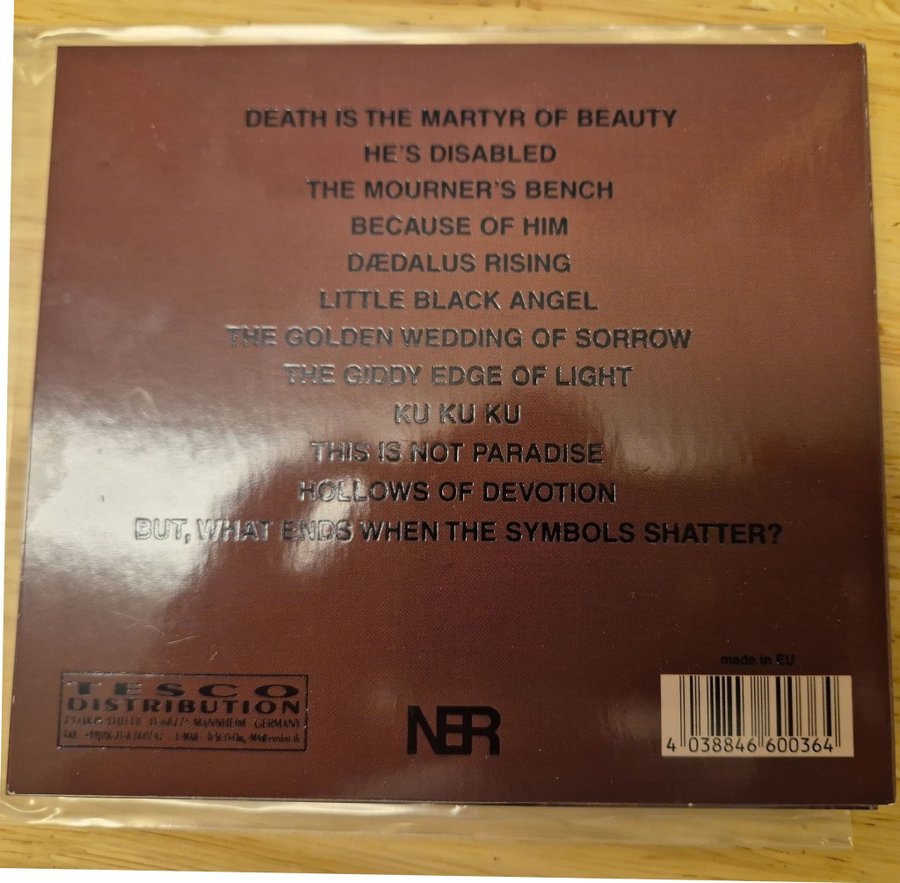 DEATH IS THE MARTYR OF BEAUTY
HE'S DISABLED
THE MOURNER'S BENCH
BECAUSE OF HIM
DÆDALUS RISING
LITTLE BLACK ANGEL
THE GOLDEN WEDDING OF SORROW
THE GIDDY EDGE OF LIGHT
KU KU KU
THIS IS NOT PARADISE
HOLLOWS OF DEVOTION
BUT, WHAT ENDS WHEN THE SYMBOLS SHATTER?
made in EU
TESCO
DISTRIBUTION
MANNHEIM GERMANY
NER
4 038846 600364